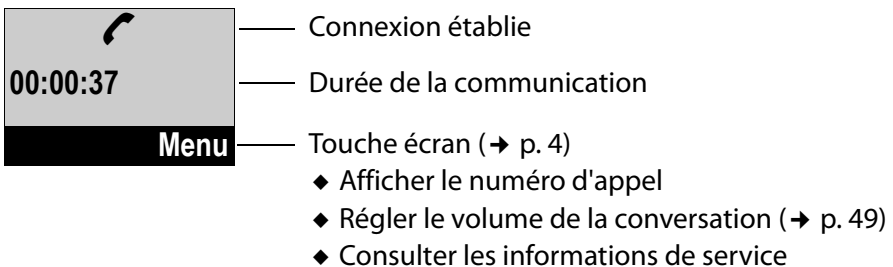 Connexion établie
00:00:37
Durée de la communication
Menu
Touche écran (➔ p. 4)
◆ Afficher le numéro d'appel
◆ Régler le volume de la conversation (➔ p. 49)
◆ Consulter les informations de service